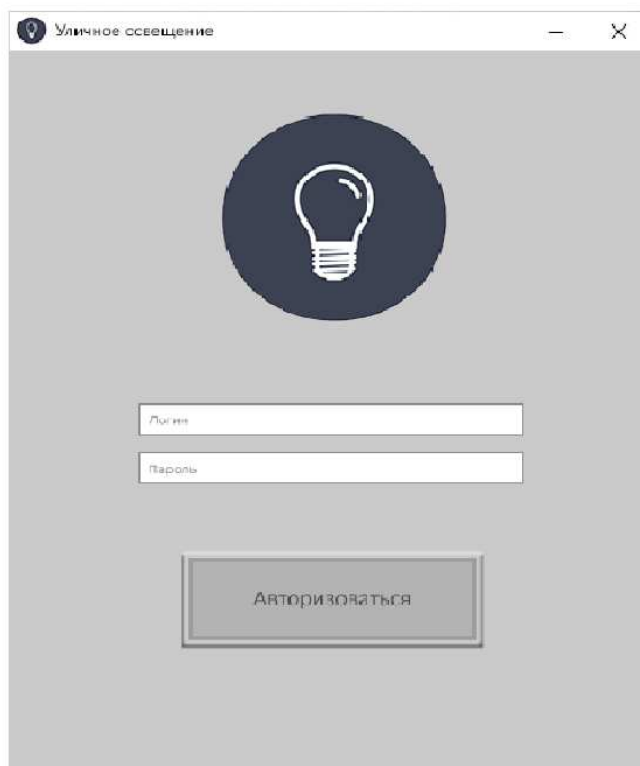 Уличное освещение
Логин
Пароль
Авторизоваться